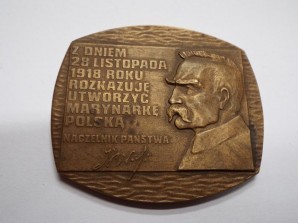 Z DNIEM
28 LISTOPADA
1918 ROKU
ROZKAZUJĘ
UTWORZYĆ
MARYNARKĘ
POLSKĄ
NACZELNIK PAŃSTWA